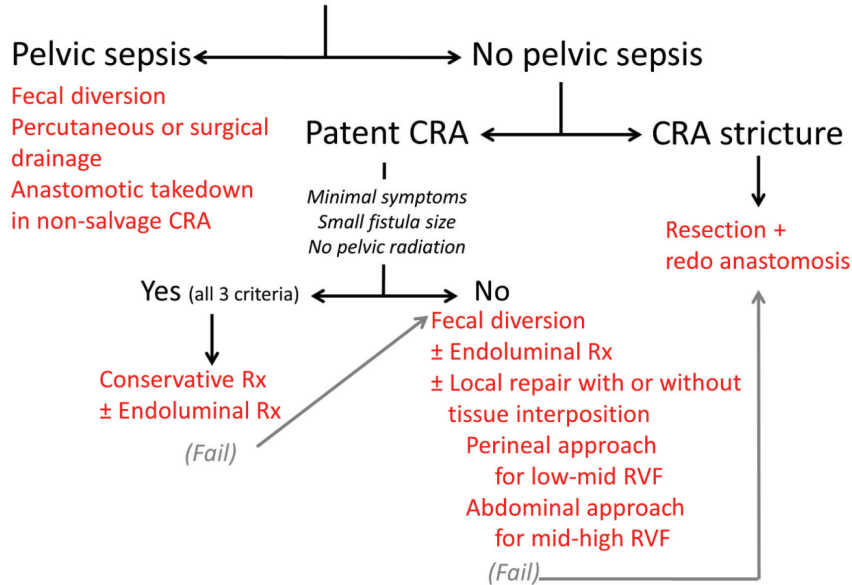 Pelvic sepsis
No pelvic sepsis
Fecal diversion
Percutaneous or surgical
drainage
Anastomotic takedown
in non-salvage CRA
Patent CRA
CRA stricture
Minimal symptoms
Small fistula size
No pelvic radiation
Resection +
redo anastomosis
Yes (all 3 criteria)
No
Conservative Rx
± Endoluminal Rx
(Fail)
Fecal diversion
± Endoluminal Rx
± Local repair with or without
tissue interposition
Perineal approach
for low-mid RVF
Abdominal approach
for mid-high RVF
(Fail)